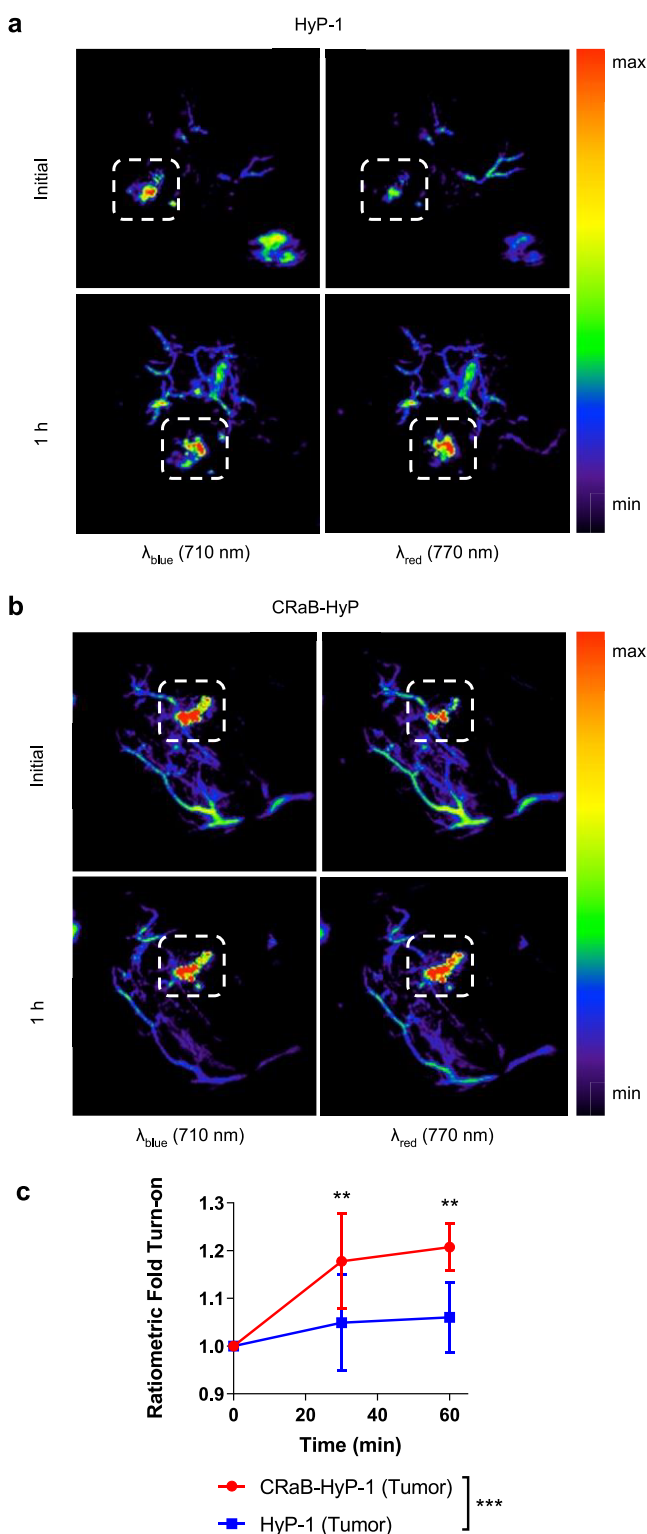 a
HyP-1
max
Initial
1 h
min
λblue (710 nm)
λred (770 nm)
b
CRaB-HyP
max
Initial
1 h
min
λblue (710 nm)
λred (770 nm)
c
Ratiometric Fold Turn-on
1.3
1.2
1.1
1.0
0.9
** **
0 20 40 60
Time (min)
CRaB-HyP-1 (Tumor)
HyP-1 (Tumor)
***